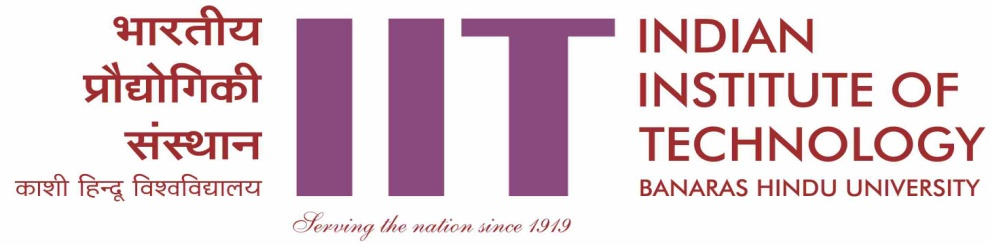 भारतीय
प्रौद्योगिकी
संस्थान
काशी हिन्दू विश्वविद्यालय
IIT
Serving the nation since 1919
INDIAN
INSTITUTE OF
TECHNOLOGY
BANARAS HINDU UNIVERSITY